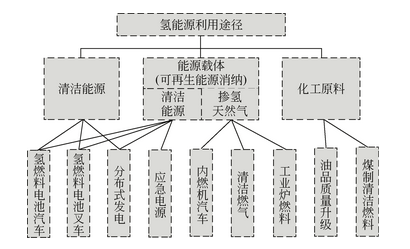 氢能源利用途径
清洁能源
能源载体
(可再生能源消纳)
清洁
能源
掺氢
天然气
化工原料
氢燃料电池汽车
氢燃料电池叉车
分布式发电
应急电源
内燃机汽车
清洁燃气
工业炉燃料
油品质量升级
煤制清洁燃料